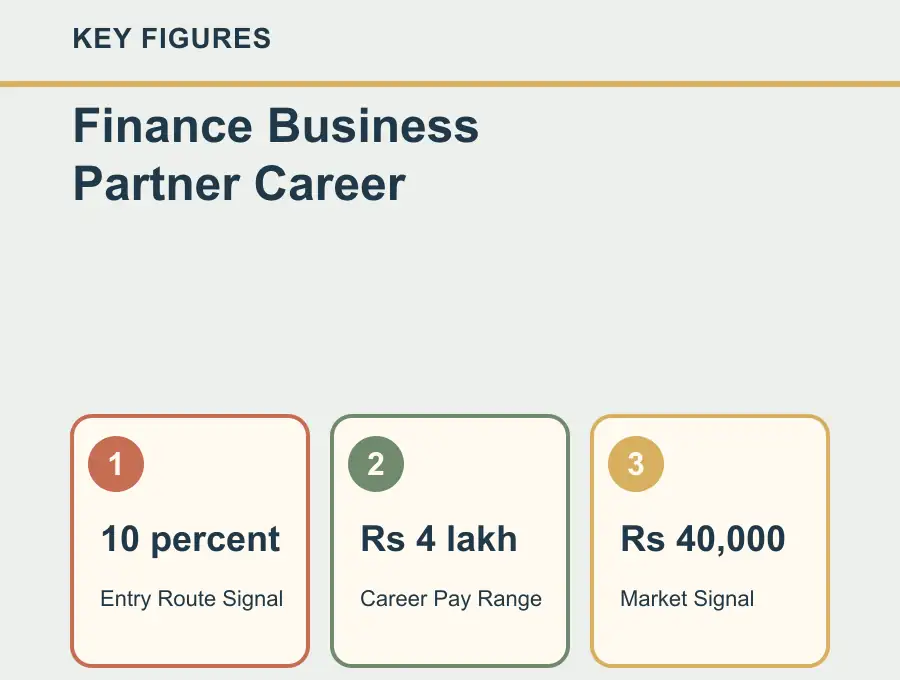 KEY FIGURES
Finance Business
Partner Career
1
10 percent
Entry Route Signal
2
Rs 4 lakh
Career Pay Range
3
Rs 40,000
Market Signal